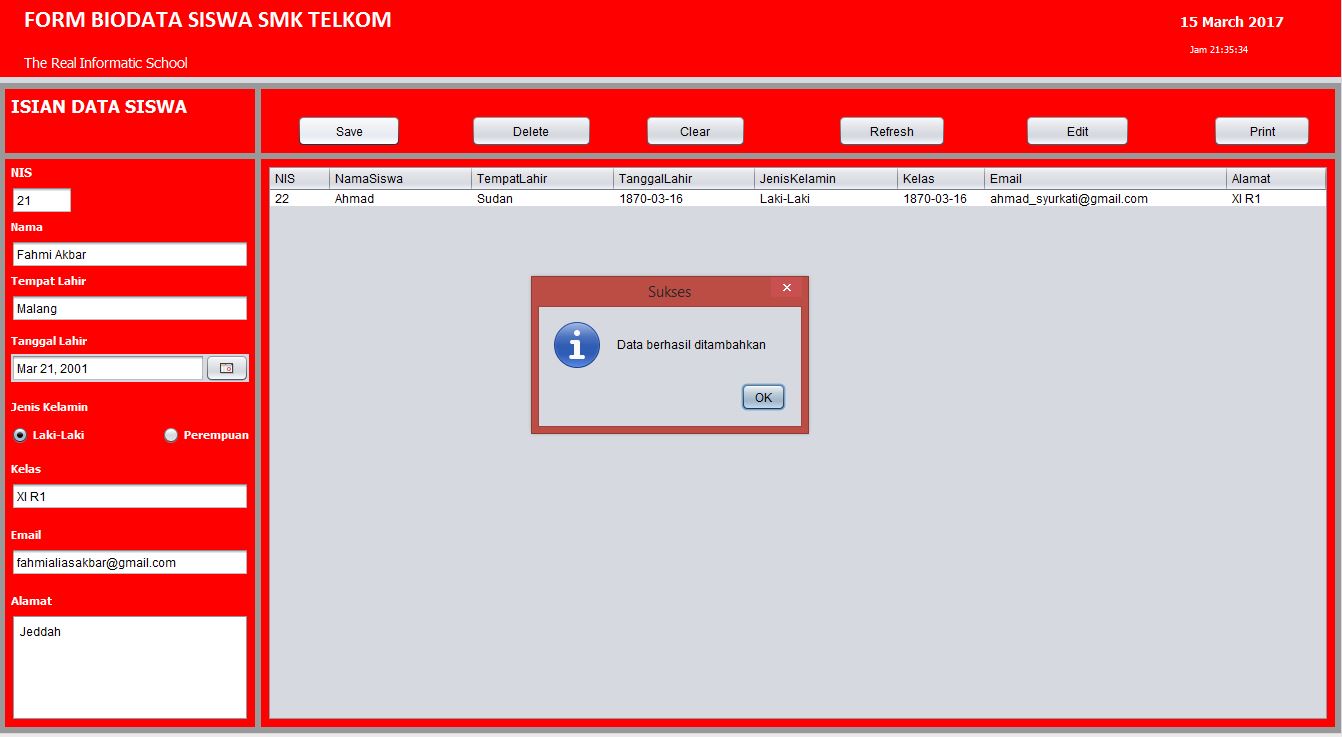 FORM BIODATA SISWA SMK TELKOM
15 March 2017
Jam 21:35:34
The Real Informatic School
ISIAN DATA SISWA
Save Delete Clear Refresh Edit Print
NIS
21
Nama
Fahmi Akbar
Tempat Lahir
Malang
Tanggal Lahir
Mar 21, 2001
Jenis Kelamin
Laki-Laki Perempuan
Kelas
XI R1
Email
fahmialiasakbar@gmail.com
Alamat
Jeddah
NIS NamaSiswa TempatLahir TanggalLahir JenisKelamin Kelas Email Alamat
22 Ahmad Sudan 1870-03-16 Laki-Laki 1870-03-16 ahmad_syurkati@gmail.com XI R1
Sukses
Data berhasil ditambahkan
OK